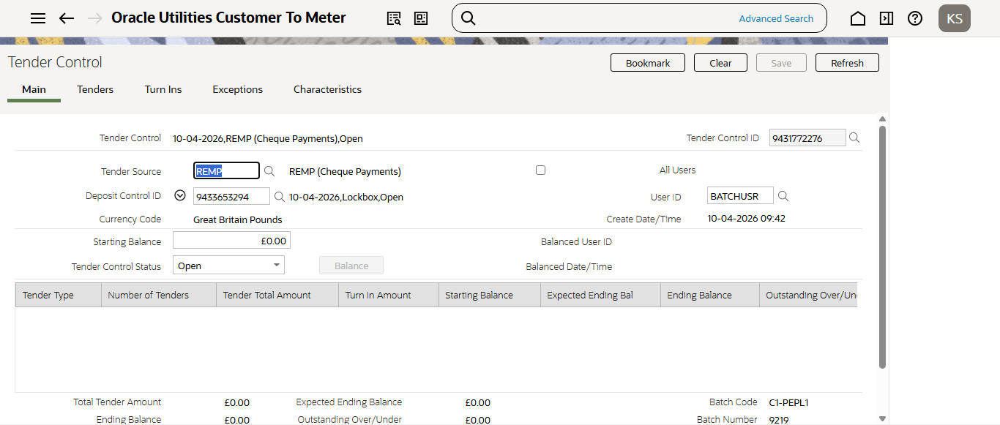 Oracle Utilities Customer To Meter
Advanced Search
KS
Tender Control
Bookmark Clear Save Refresh
Main Tenders Turn Ins Exceptions Characteristics
Tender Control 10-04-2026,REMP (Cheque Payments),Open Tender Control ID 9431772276
Tender Source REMP REMP (Cheque Payments) All Users
Deposit Control ID 9433653294 10-04-2026,Lockbox,Open User ID BATCHUSR
Currency Code Great Britain Pounds Create Date/Time 10-04-2026 09:42
Starting Balance £0.00 Balanced User ID
Tender Control Status Open Balance Balanced Date/Time
Tender Type Number of Tenders Tender Total Amount Turn In Amount Starting Balance Expected Ending Bal Ending Balance Outstanding Over/Un
Total Tender Amount £0.00 Expected Ending Balance £0.00 Batch Code C1-PEPL1
Ending Balance £0.00 Outstanding Over/Under £0.00 Batch Number 9219